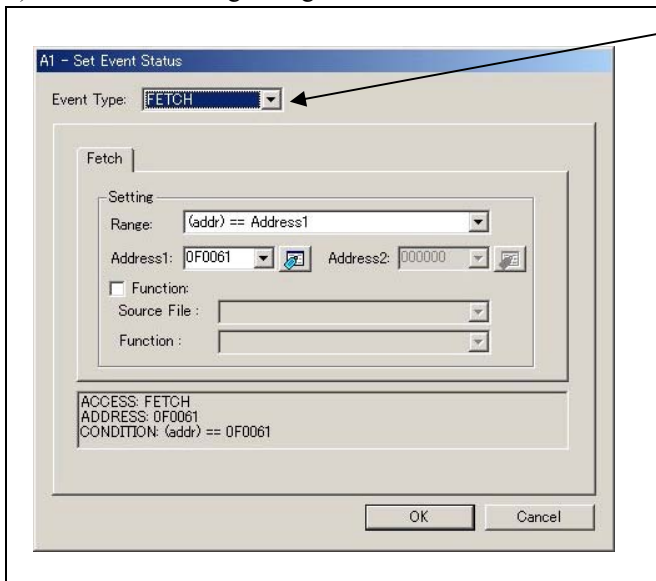 A1 - Set Event Status
Event Type: FETCH
Fetch
Setting
Range: (addr) == Address1
Address1: 0F0061 Address2: 000000
Function:
Source File :
Function :
ACCESS: FETCH
ADDRESS: 0F0061
CONDITION: (addr) == 0F0061
OK Cancel